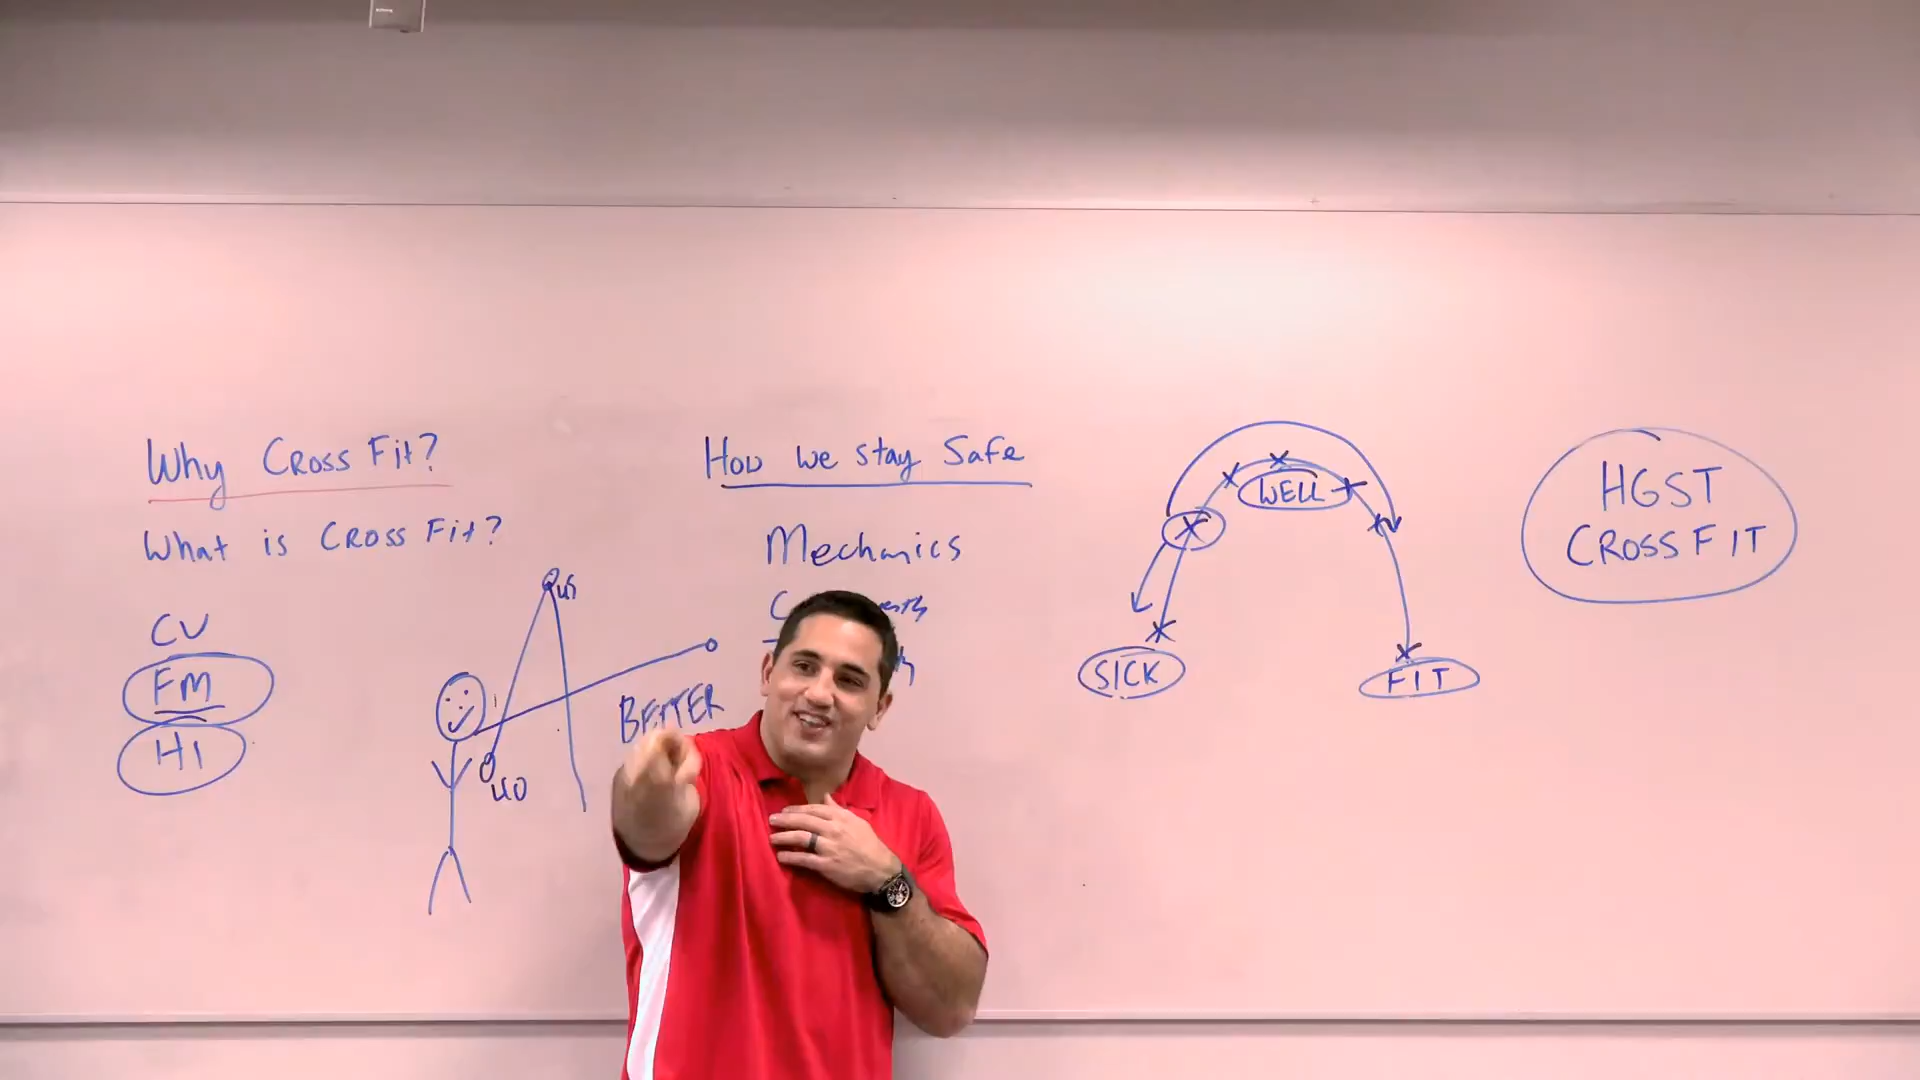 Why CrossFit?
What is CrossFit?
CV
FM
HI
BETTER
How we stay Safe
Mechanics
WELL
SICK
FIT
HGST
CROSSFIT